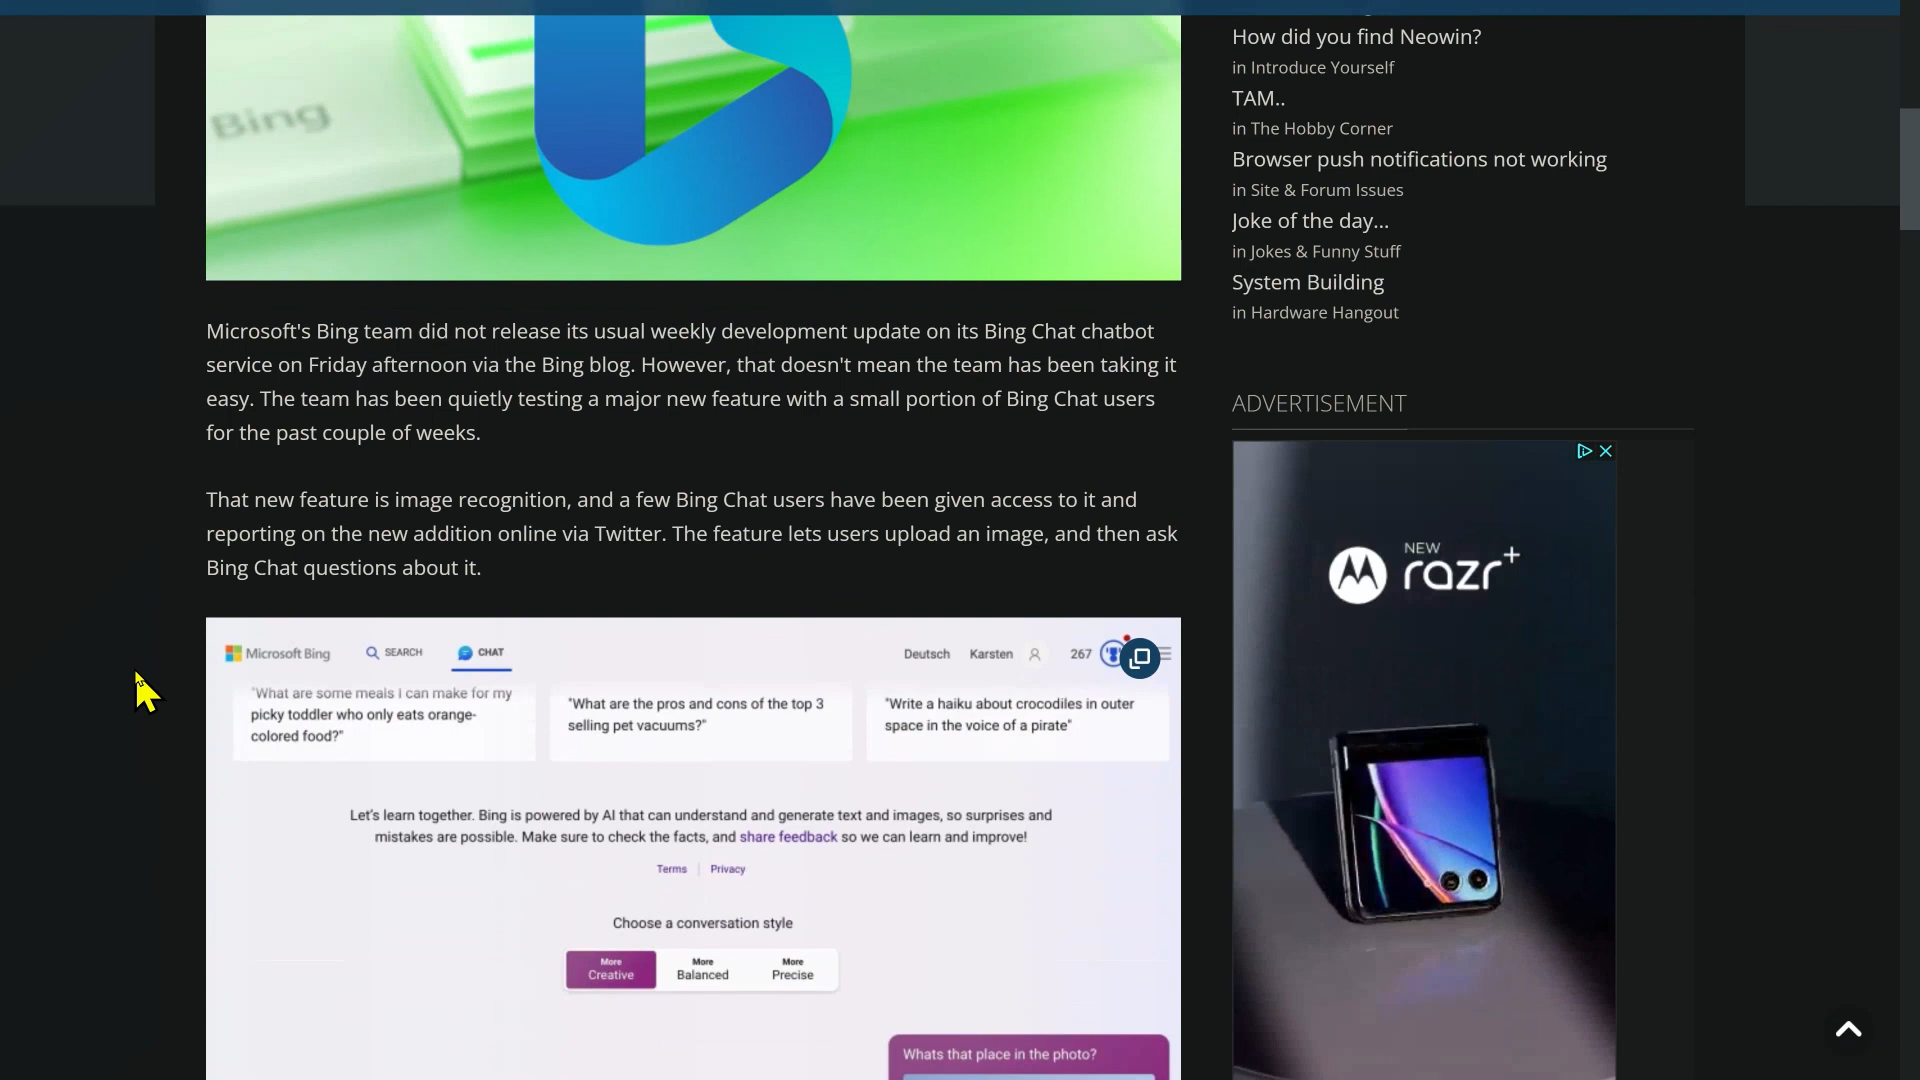 Bing
Microsoft's Bing team did not release its usual weekly development update on its Bing Chat chatbot
service on Friday afternoon via the Bing blog. However, that doesn't mean the team has been taking it
easy. The team has been quietly testing a major new feature with a small portion of Bing Chat users
for the past couple of weeks.
That new feature is image recognition, and a few Bing Chat users have been given access to it and
reporting on the new addition online via Twitter. The feature lets users upload an image, and then ask
Bing Chat questions about it.
Microsoft Bing SEARCH CHAT Deutsch Karsten 267
"What are some meals I can make for my
picky toddler who only eats orange-
colored food?"
"What are the pros and cons of the top 3
selling pet vacuums?"
"Write a haiku about crocodiles in outer
space in the voice of a pirate"
Let's learn together. Bing is powered by AI that can understand and generate text and images, so surprises and
mistakes are possible. Make sure to check the facts, and share feedback so we can learn and improve!
Terms Privacy
Choose a conversation style
More
Creative
More
Balanced
More
Precise
Whats that place in the photo?
How did you find Neowin?
in Introduce Yourself
TAM..
in The Hobby Corner
Browser push notifications not working
in Site & Forum Issues
Joke of the day...
in Jokes & Funny Stuff
System Building
in Hardware Hangout
ADVERTISEMENT
NEW
razr+